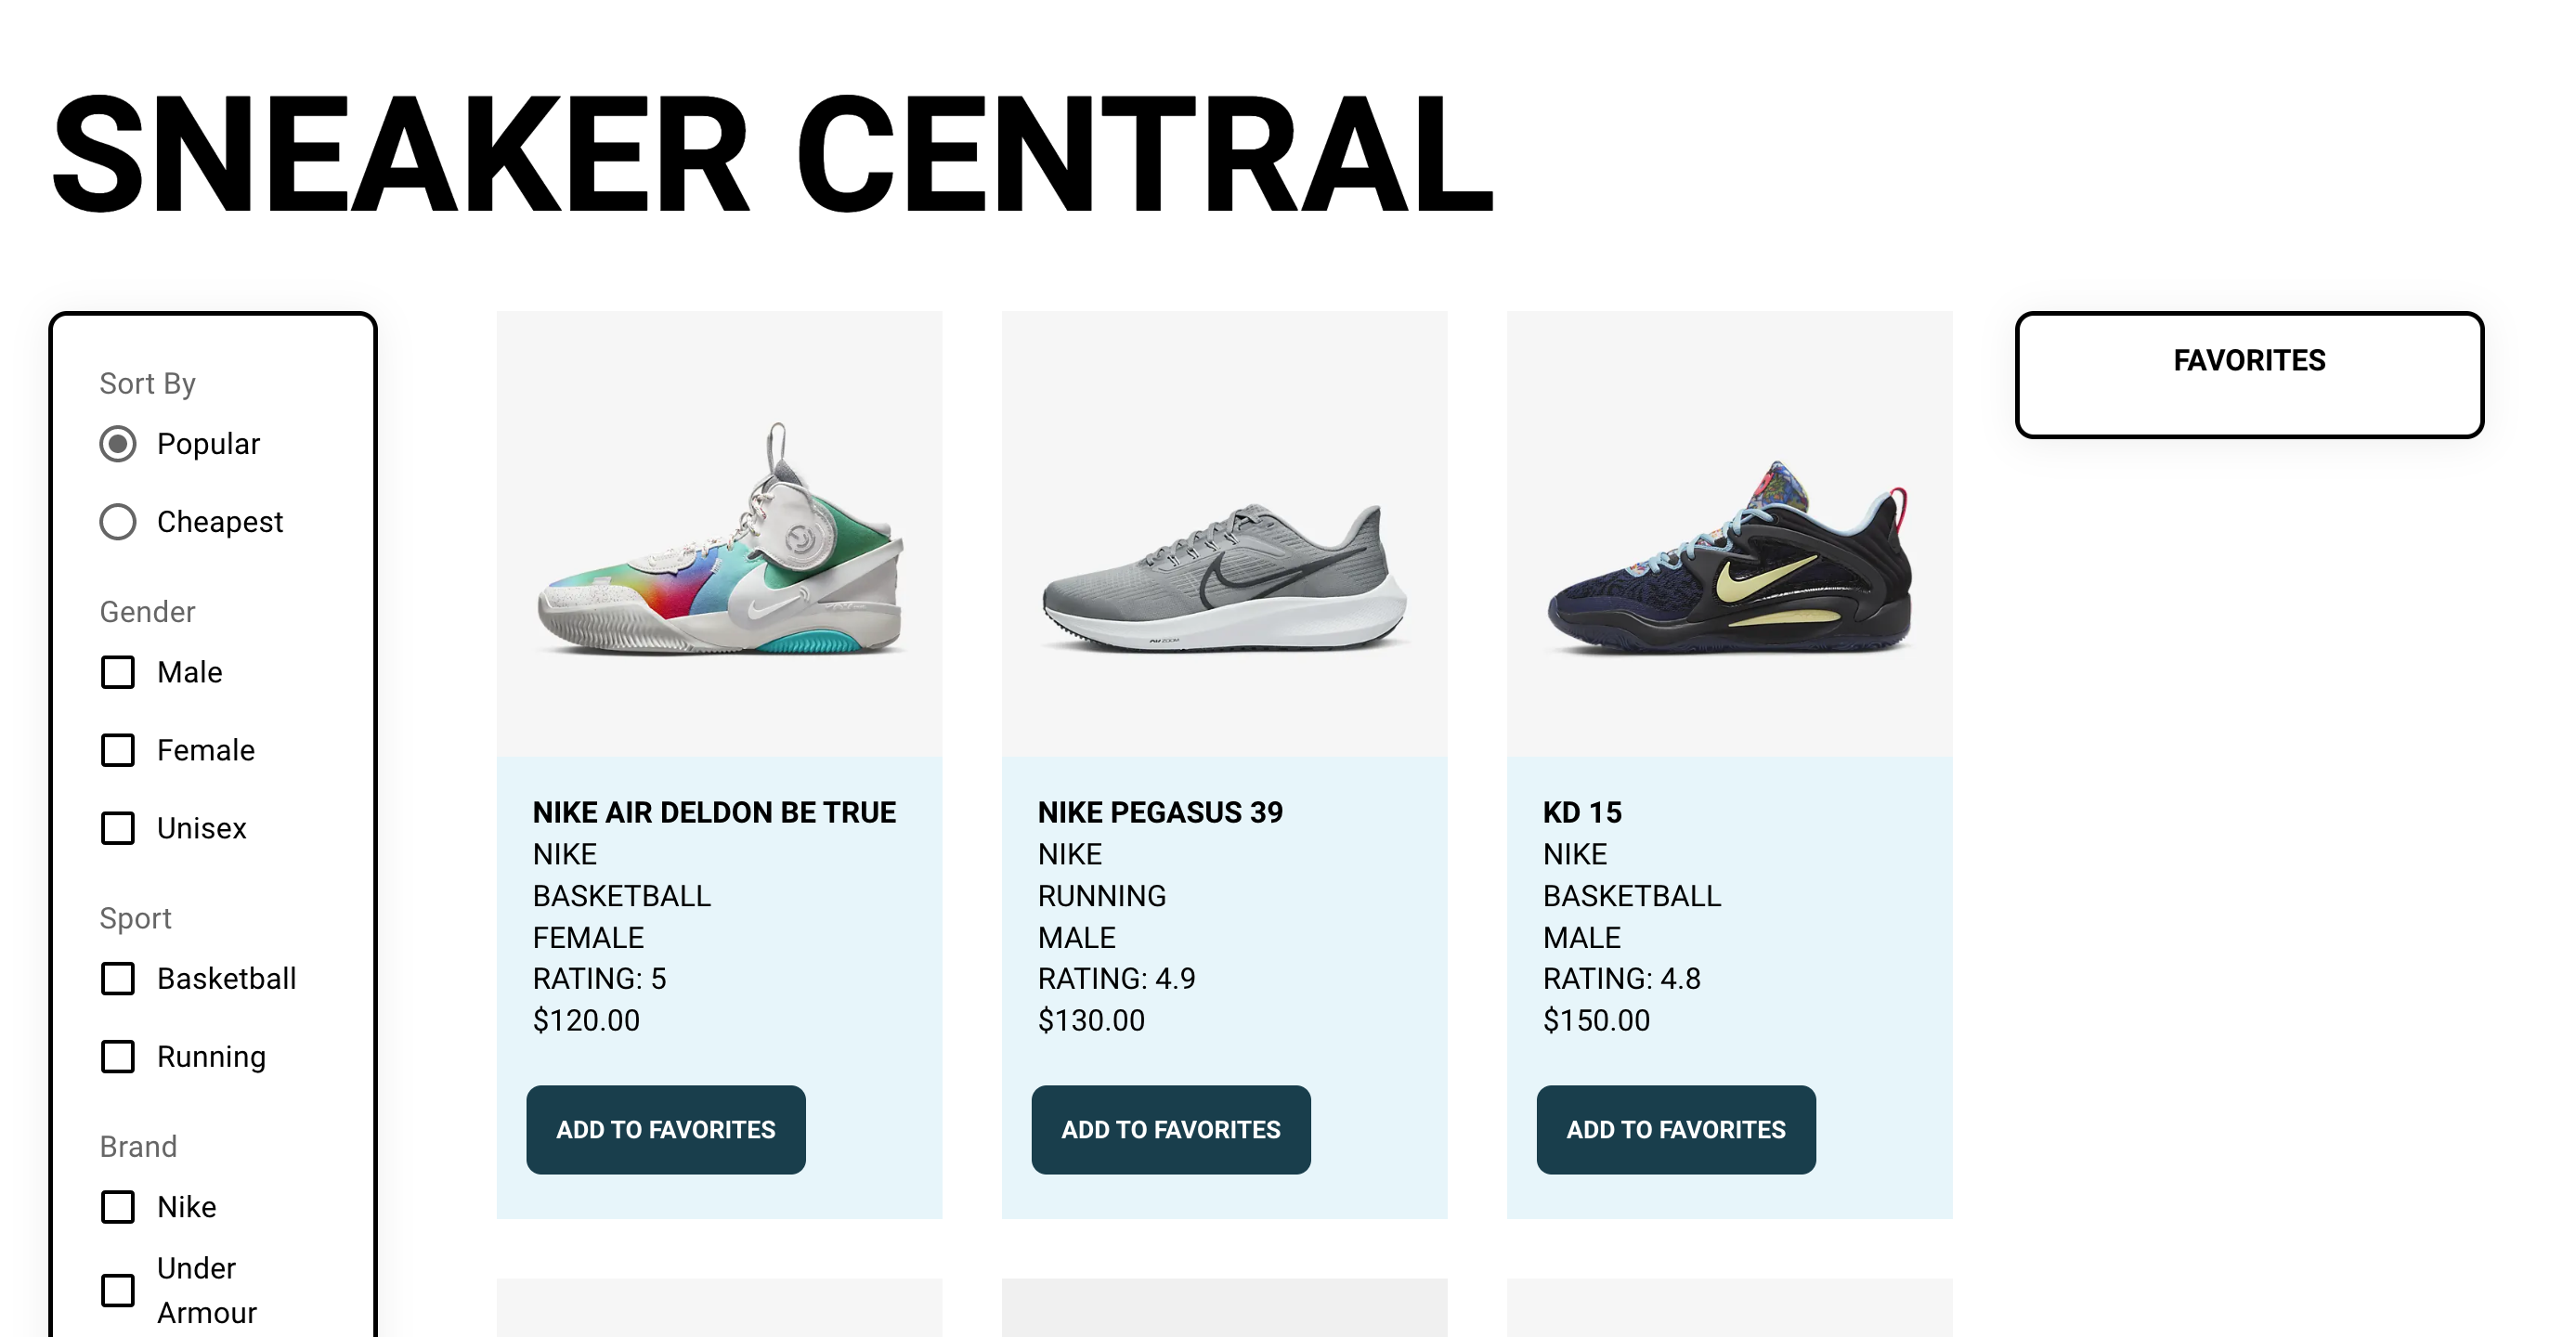 SNEAKER CENTRAL
Sort By
Popular
Cheapest
Gender
Male
Female
Unisex
Sport
Basketball
Running
Brand
Nike
Under
Armour
NIKE AIR DELDON BE TRUE
NIKE
BASKETBALL
FEMALE
RATING: 5
$120.00
ADD TO FAVORITES
NIKE PEGASUS 39
NIKE
RUNNING
MALE
RATING: 4.9
$130.00
ADD TO FAVORITES
KD 15
NIKE
BASKETBALL
MALE
RATING: 4.8
$150.00
ADD TO FAVORITES
FAVORITES